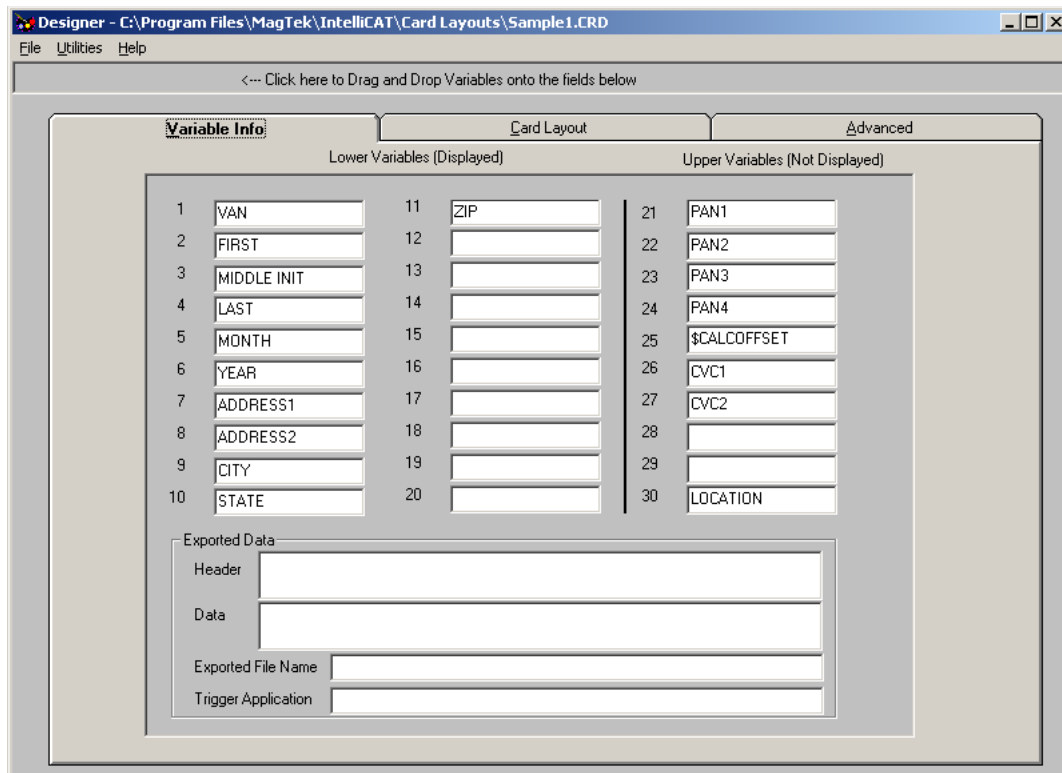 Designer - C:\Program Files\MagTek\IntelliCAT\Card Layouts\Sample1.CRD
File Utilities Help
<--- Click here to Drag and Drop Variables onto the fields below
Variable Info Card Layout Advanced
Lower Variables (Displayed) Upper Variables (Not Displayed)
1 VAN 11 ZIP 21 PAN1
2 FIRST 12 22 PAN2
3 MIDDLE INIT 13 23 PAN3
4 LAST 14 24 PAN4
5 MONTH 15 25 $CALCOFFSET
6 YEAR 16 26 CVC1
7 ADDRESS1 17 27 CVC2
8 ADDRESS2 18 28
9 CITY 19 29
10 STATE 20 30 LOCATION
Exported Data
Header
Data
Exported File Name
Trigger Application